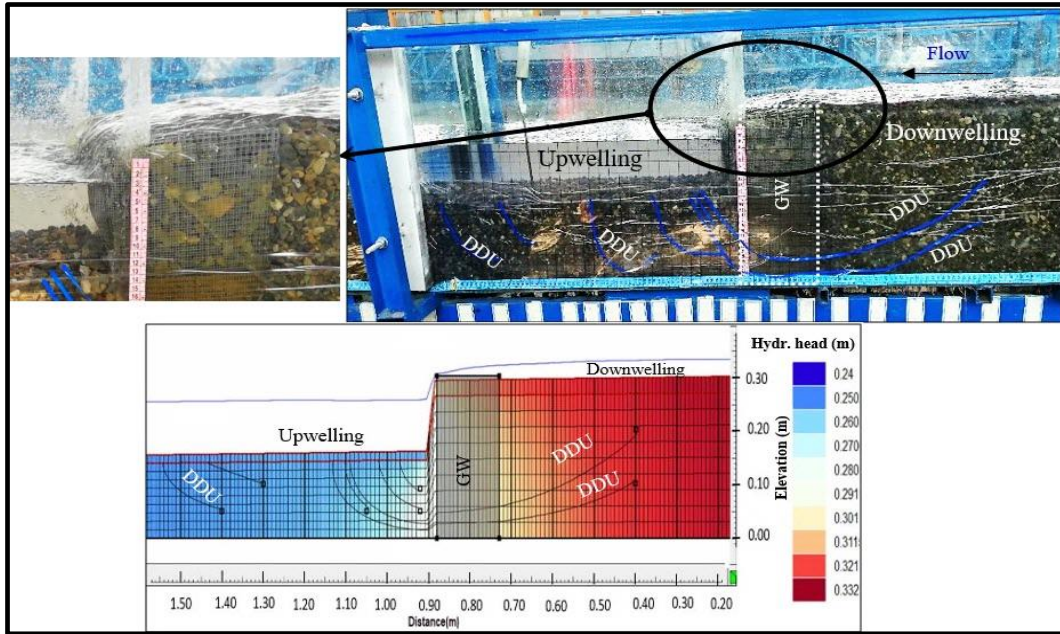 Flow
Downwelling
Upwelling
GW
DDU
DDU
DDU
DDU
Hydr. head (m)
Downwelling
Upwelling
GW
DDU
DDU
DDU
0.30
0.20
0.10
0.00
Elevation (m)
0.24
0.250
0.260
0.270
0.280
0.291
0.301
0.311
0.321
0.332
1.50 1.40 1.30 1.20 1.10 1.00 0.90 0.80 0.70 0.60 0.50 0.40 0.30 0.20
Distance(m)